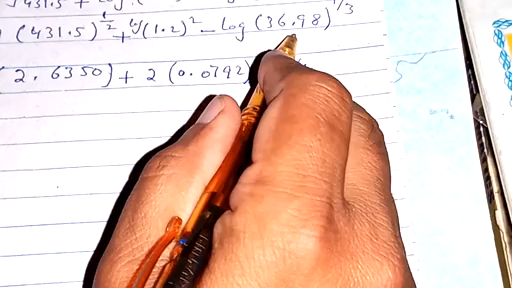 √431.5 + log
(431.5)^1/2 + log(1.2)^2 - log (36.98)^1/3
2.6350) + 2 (0.0792)